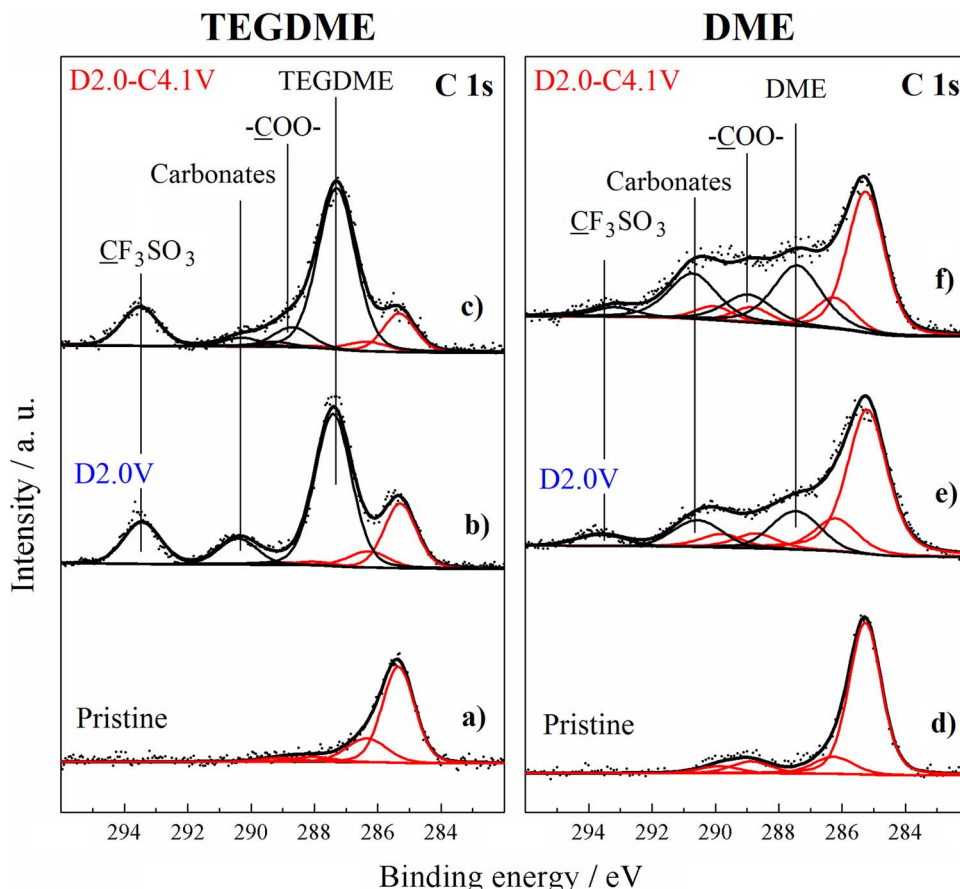 TEGDME
DME
D2.0-C4.1V
C 1s
TEGDME
-COO-
Carbonates
CF3SO3
c)
D2.0V
b)
Pristine
a)
294 292 290 288 286 284
D2.0-C4.1V
C 1s
DME
-COO-
Carbonates
CF3SO3
f)
D2.0V
e)
Pristine
d)
294 292 290 288 286 284
Intensity / a. u.
Binding energy / eV